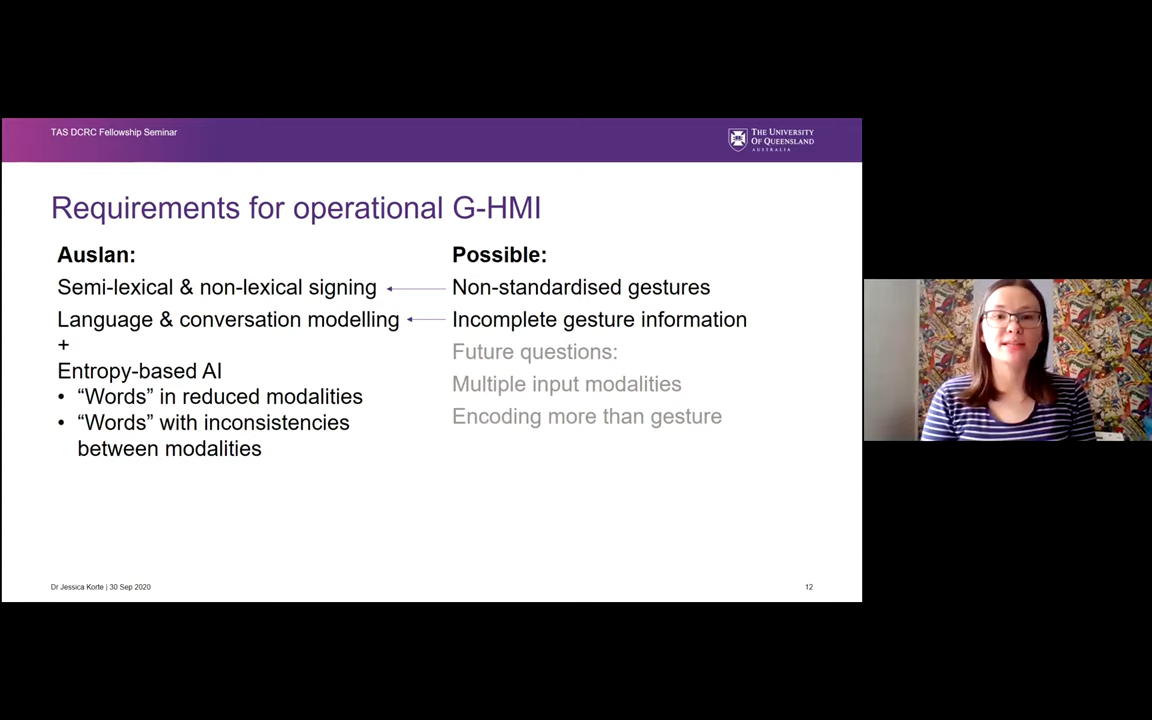 TAS DCRC Fellowship Seminar
THE UNIVERSITY
OF QUEENSLAND
AUSTRALIA
Requirements for operational G-HMI
Auslan:
Semi-lexical & non-lexical signing
Language & conversation modelling
+
Entropy-based AI
• “Words” in reduced modalities
• “Words” with inconsistencies
between modalities
Possible:
Non-standardised gestures
Incomplete gesture information
Future questions:
Multiple input modalities
Encoding more than gesture
Dr Jessica Korte | 30 Sep 2020
12